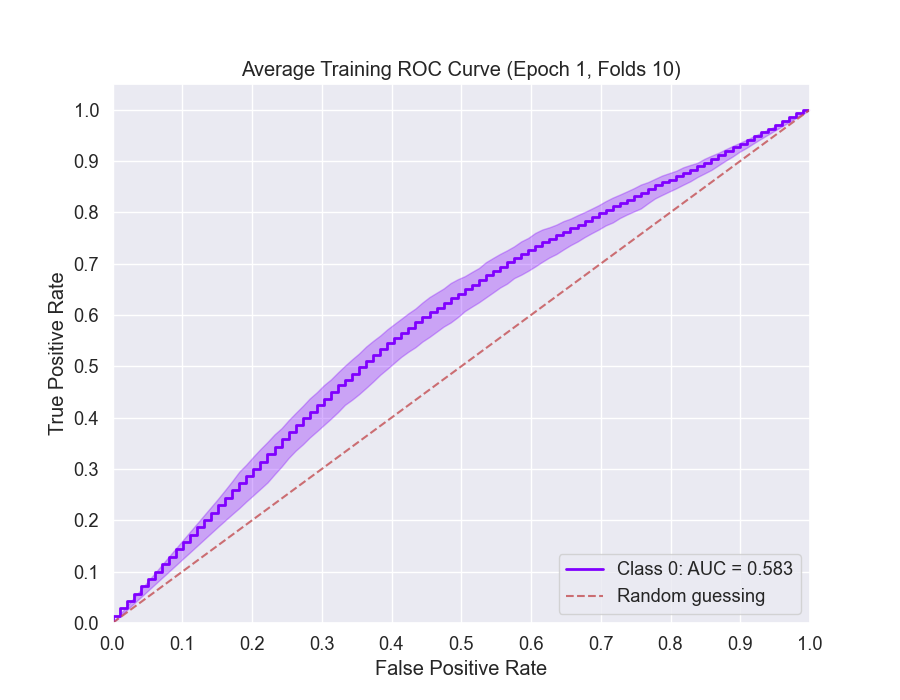 Average Training ROC Curve (Epoch 1, Folds 10)
True Positive Rate
1.0
0.9
0.8
0.7
0.6
0.5
0.4
0.3
0.2
0.1
0.0
Class 0: AUC = 0.583
Random guessing
0.0 0.1 0.2 0.3 0.4 0.5 0.6 0.7 0.8 0.9 1.0
False Positive Rate